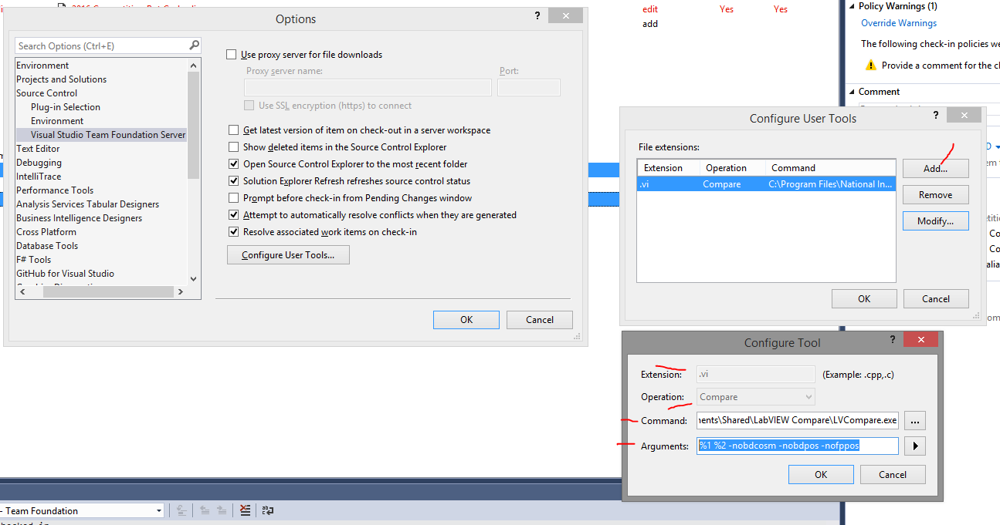 edit Yes Yes
add
Policy Warnings (1)
Override Warnings
The following check-in policies we
Provide a comment for the cl
Comment
Options
?
Search Options (Ctrl+E)
Environment
Projects and Solutions
Source Control
Plug-in Selection
Environment
Visual Studio Team Foundation Server
Text Editor
Debugging
IntelliTrace
Performance Tools
Analysis Services Tabular Designers
Business Intelligence Designers
Cross Platform
Database Tools
F# Tools
GitHub for Visual Studio
Use proxy server for file downloads
Proxy server name: Port:
Use SSL encryption (https) to connect
Get latest version of item on check-out in a server workspace
Show deleted items in the Source Control Explorer
Open Source Control Explorer to the most recent folder
Solution Explorer Refresh refreshes source control status
Prompt before check-in from Pending Changes window
Attempt to automatically resolve conflicts when they are generated
Resolve associated work items on check-in
Configure User Tools...
OK Cancel
Configure User Tools
?
File extensions:
Extension Operation Command
.vi Compare C:\Program Files\National In...
Add...
Remove
Modify...
OK Cancel
Configure Tool
?
Extension: .vi (Example: .cpp,.c)
Operation: Compare
Command: nents\Shared\LabVIEW Compare\LVCompare.exe ...
Arguments: %1 %2 -nobdcosm -nobdpos -nofppos
OK Cancel
- Team Foundation